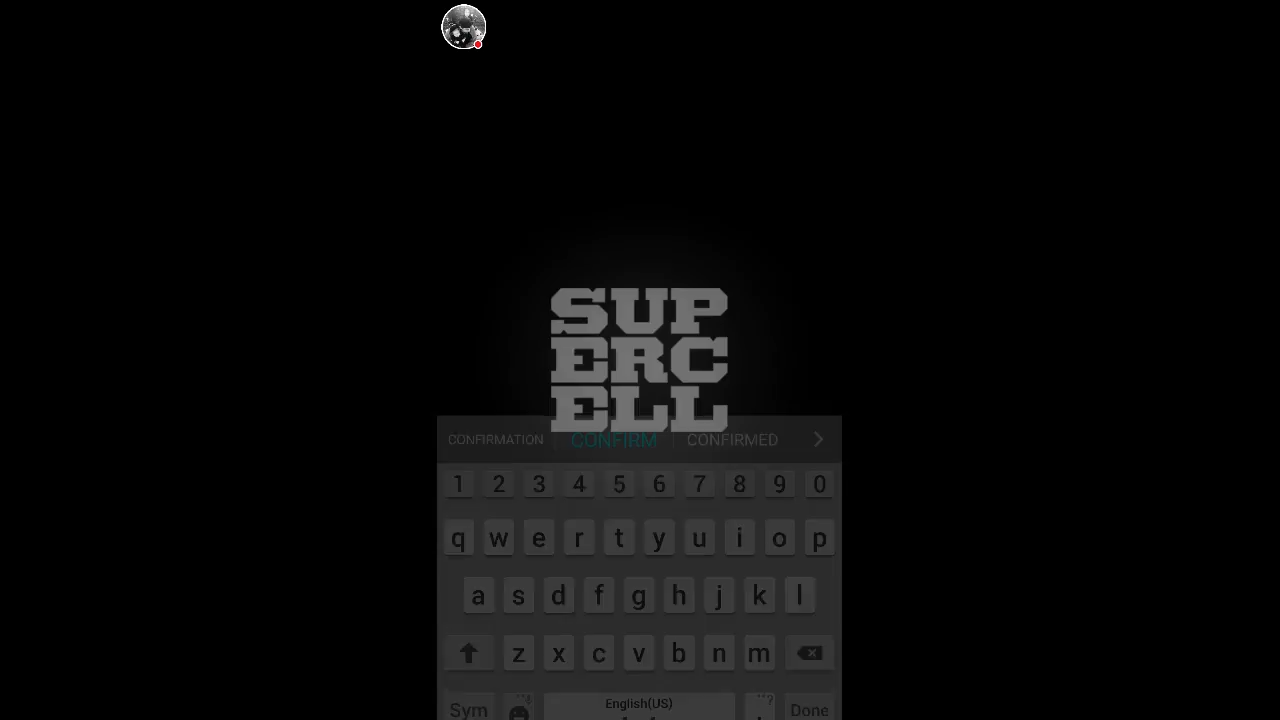 SUP
ERC
ELL
CONFIRMATION CONFIRM CONFIRMED
1 2 3 4 5 6 7 8 9 0
q w e r t y u i o p
a s d f g h j k l
z x c v b n m
Sym English(US) Done